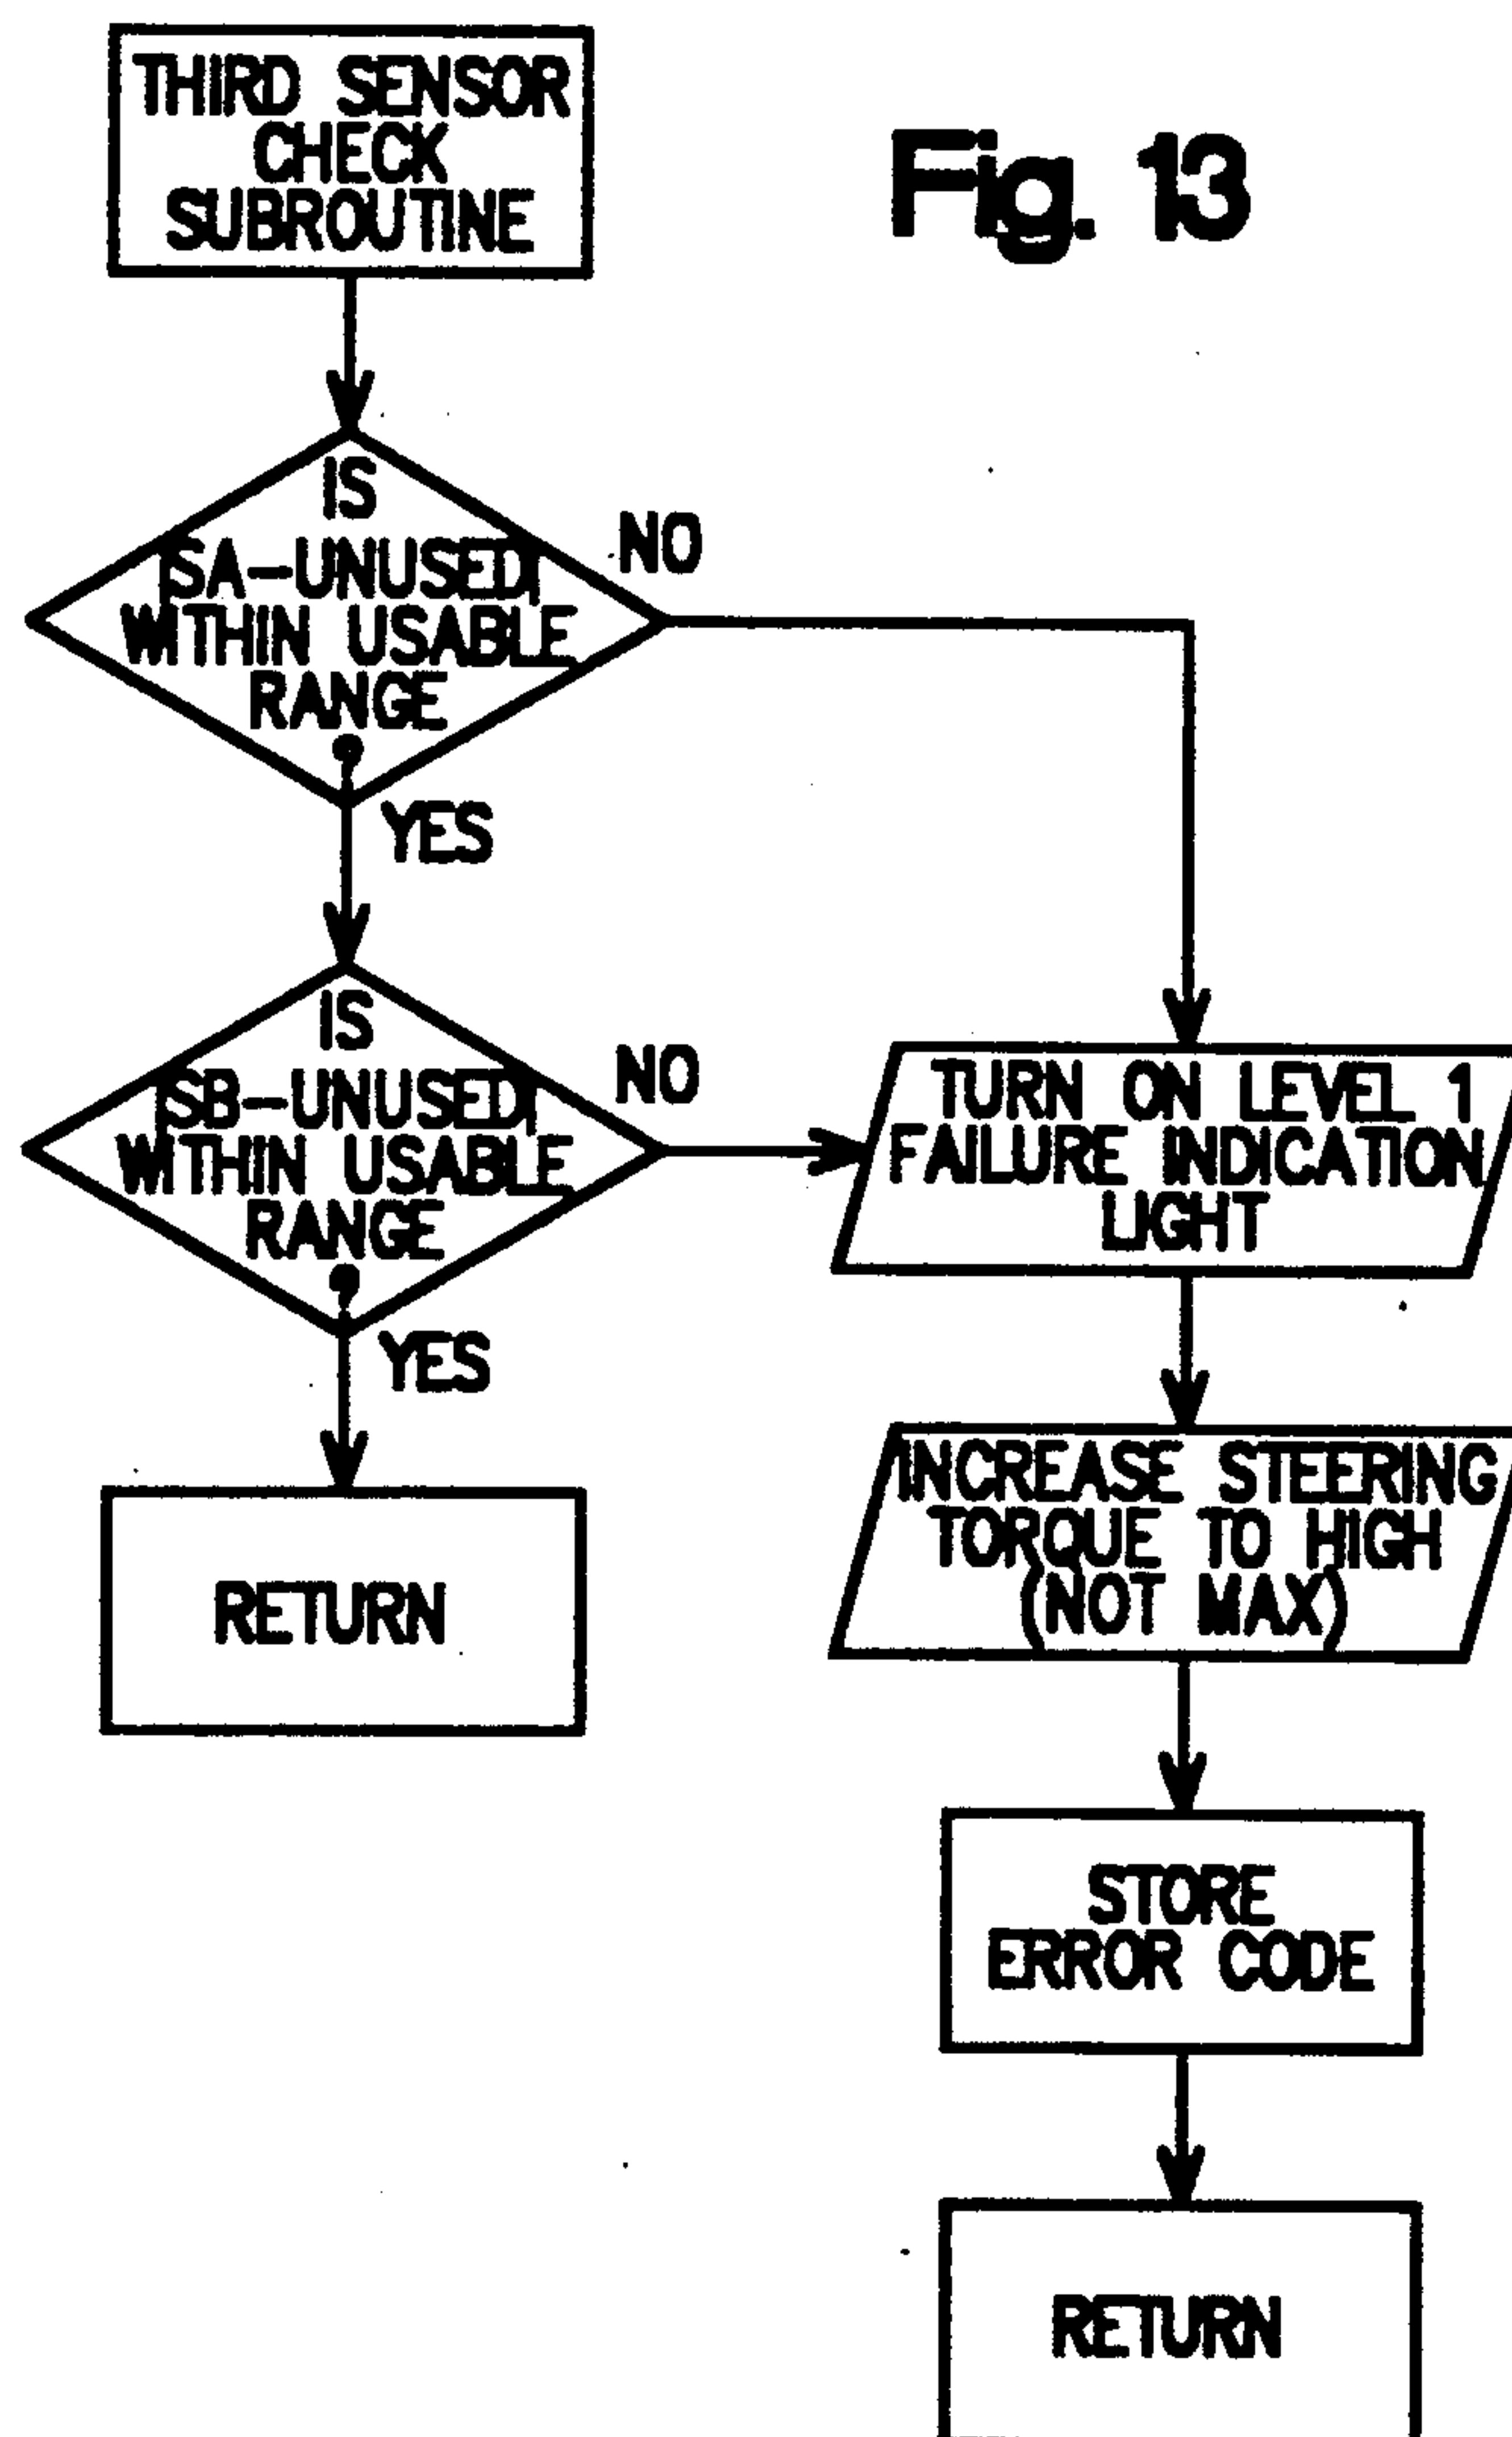 THIRD SENSOR
CHECK
SUBROUTINE
Fig. 13
IS
|SA-UNUSED|
WITHIN USABLE
RANGE
?
NO
YES
IS
|SB-UNUSED|
WITHIN USABLE
RANGE
?
NO
YES
RETURN
TURN ON LEVEL 1
FAILURE INDICATION
LIGHT
INCREASE STEERING
TORQUE TO HIGH
(NOT MAX)
STORE
ERROR CODE
RETURN